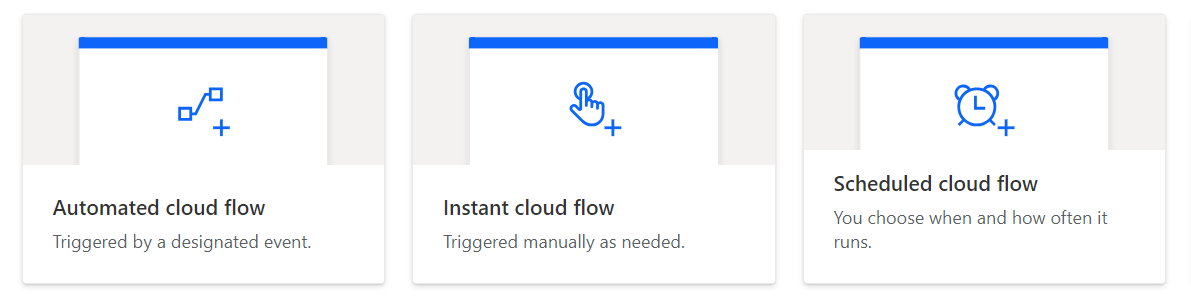 Automated cloud flow
Triggered by a designated event.
Instant cloud flow
Triggered manually as needed.
Scheduled cloud flow
You choose when and how often it
runs.